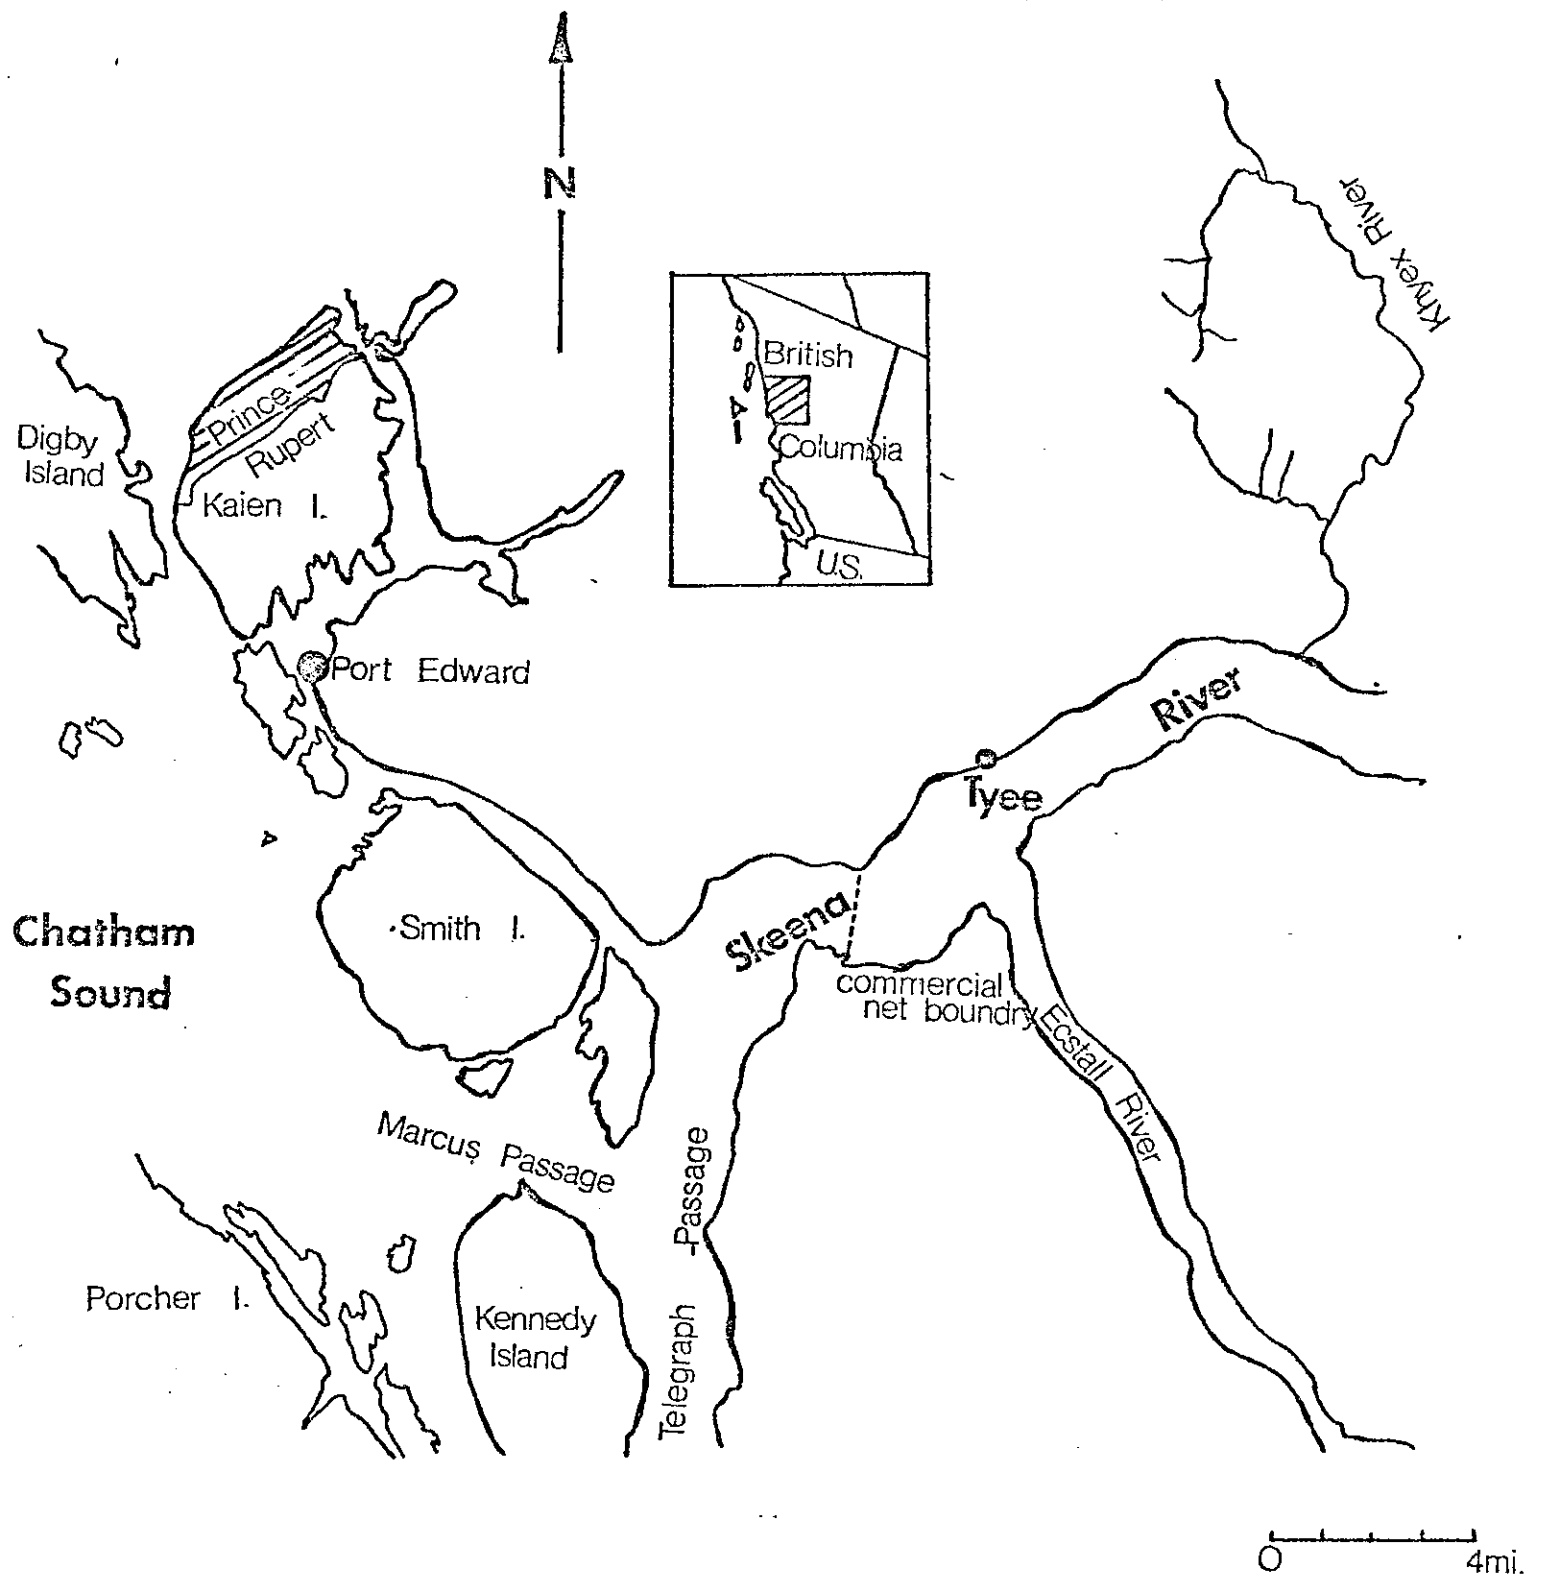 N
Khyex River
British
Columbia
U.S.
Prince
Rupert
Digby
Island
Kaien I.
Port Edward
River
Tyee
Skeena
Smith I.
Chatham
Sound
commercial
net boundry
Ecstall River
Marcus Passage
Telegraph Passage
Porcher I.
Kennedy
Island
0 4mi.